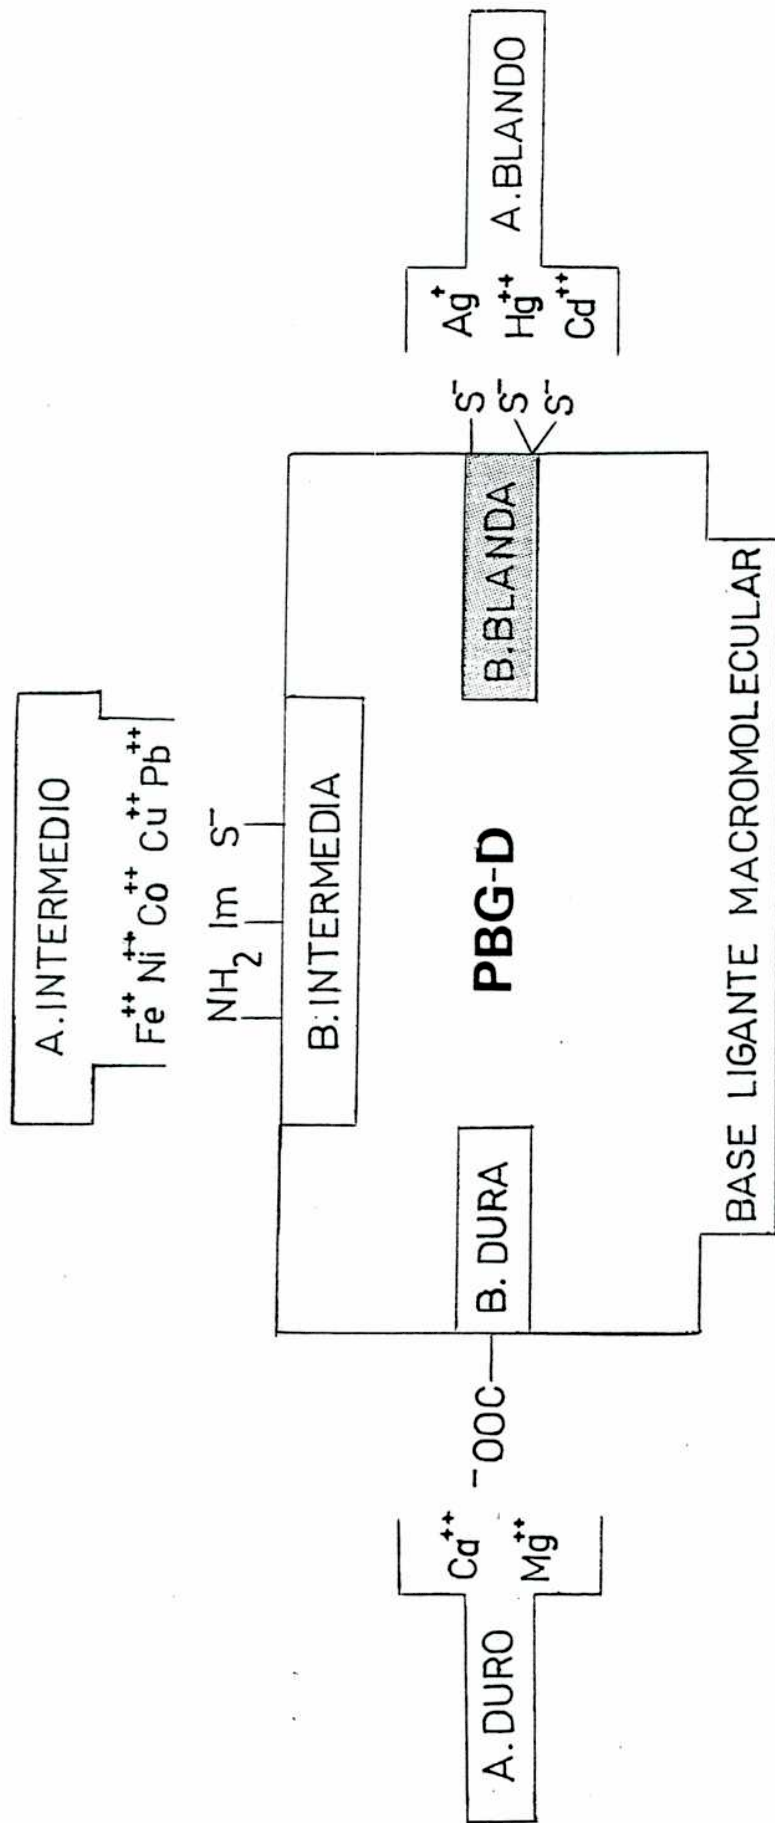 A.INTERMEDIO
Fe++ Ni++ Co++ Cu++ Pb++
NH2 Im S-
B.INTERMEDIA
A.DURO
Ca++
Mg++
-OOC
B. DURA
PBG-D
B.BLANDA
S-
S-
S-
Ag+
Hg++
Cd++
A.BLANDO
BASE LIGANTE MACROMOLECULAR